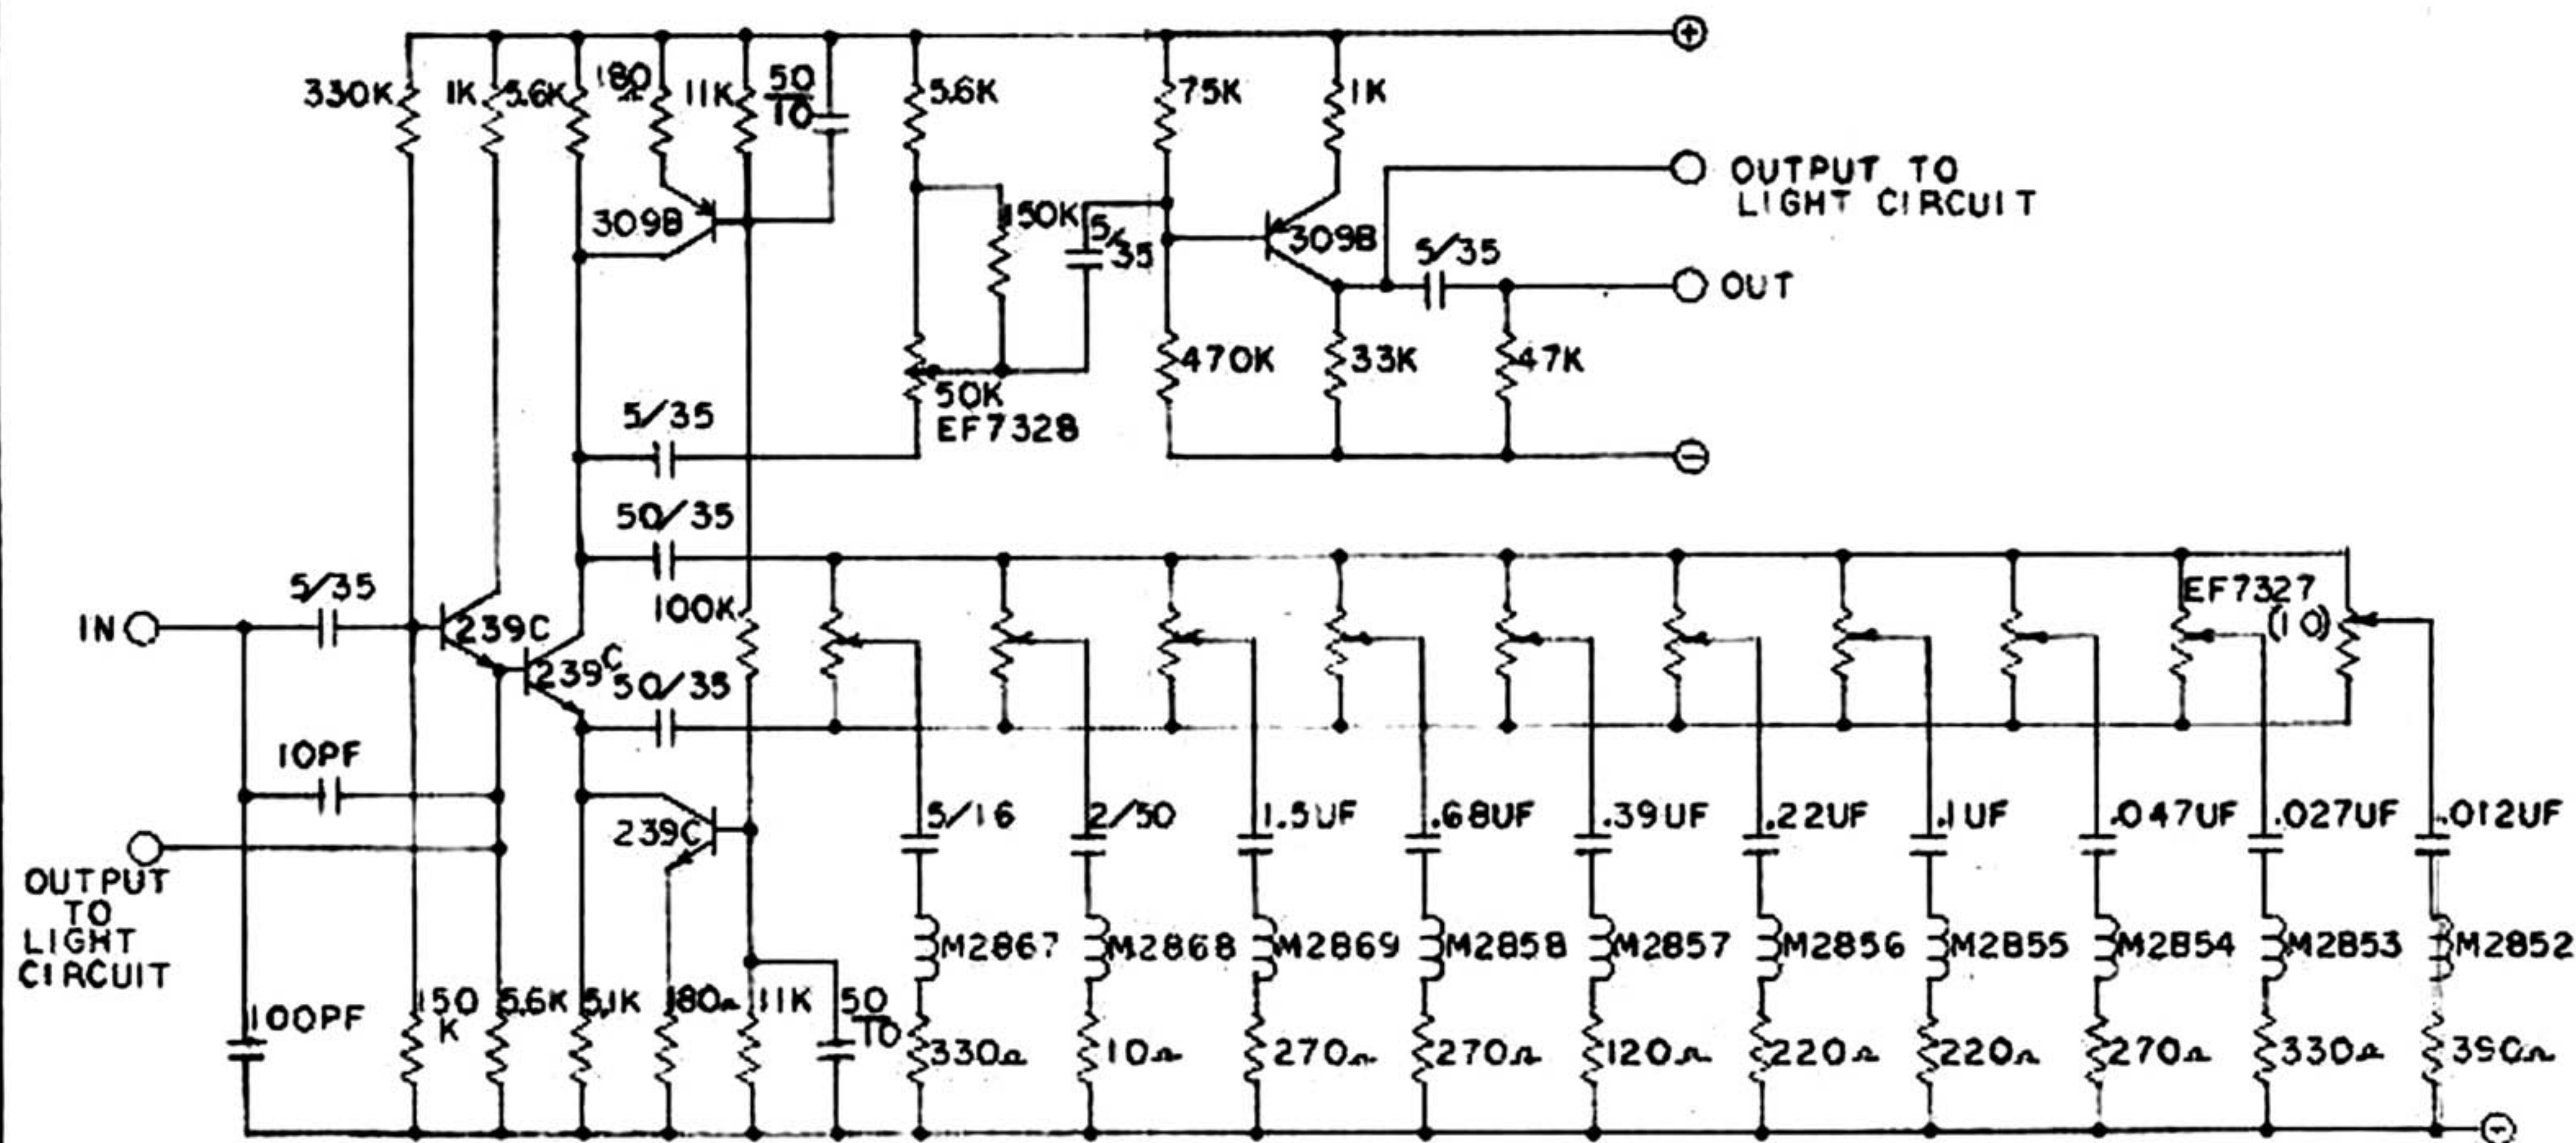 330K
1K
5.6K
180
Ω
11K
50
10
5.6K
75K
1K
OUTPUT TO
LIGHT CIRCUIT
309B
150K
5/
35
309B
5/35
OUT
470K
33K
47K
50K
EF7328
5/35
50/35
5/35
100K
EF7327
(10)
IN
239C
239C
50/35
10PF
239C
5/16
2/50
1.5UF
.68UF
.39UF
.22UF
.1UF
.047UF
.027UF
.012UF
OUTPUT
TO
LIGHT
CIRCUIT
M2867
M2868
M2869
M2858
M2857
M2856
M2855
M2854
M2853
M2852
100PF
150
K
5.6K
5.1K
180Ω
11K
50
10
330Ω
10Ω
270Ω
270Ω
120Ω
220Ω
220Ω
270Ω
330Ω
390Ω